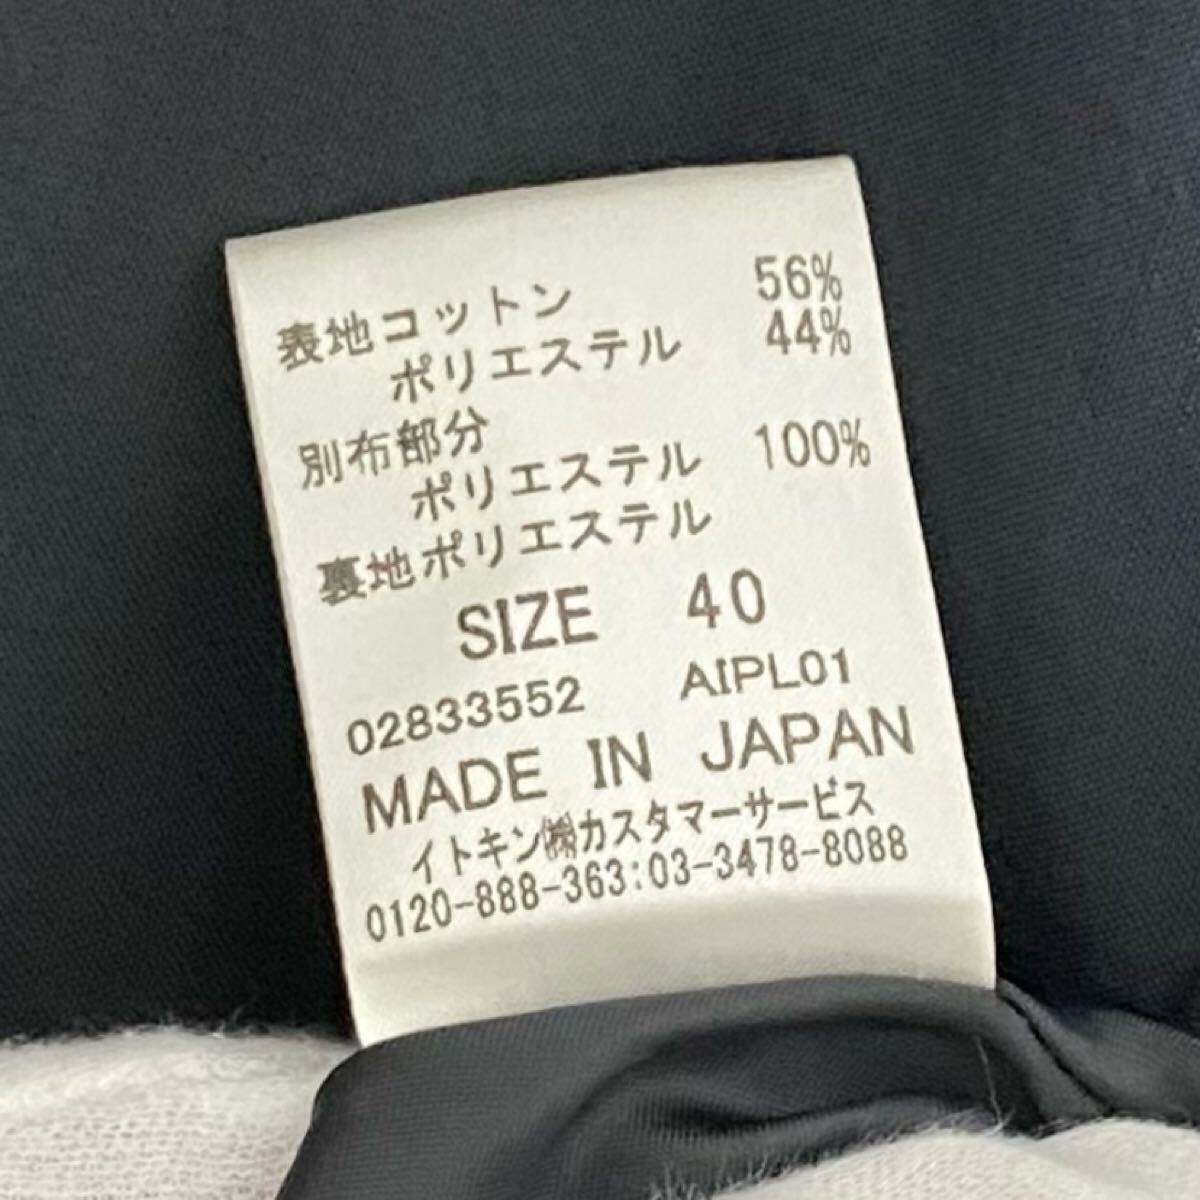 表地コットン 56%
ポリエステル 44%
別布部分
ポリエステル 100%
裏地ポリエステル
SIZE 40
02833552 AIPL01
MADE IN JAPAN
イトキン㈱カスタマーサービス
0120-888-363:03-3478-8088